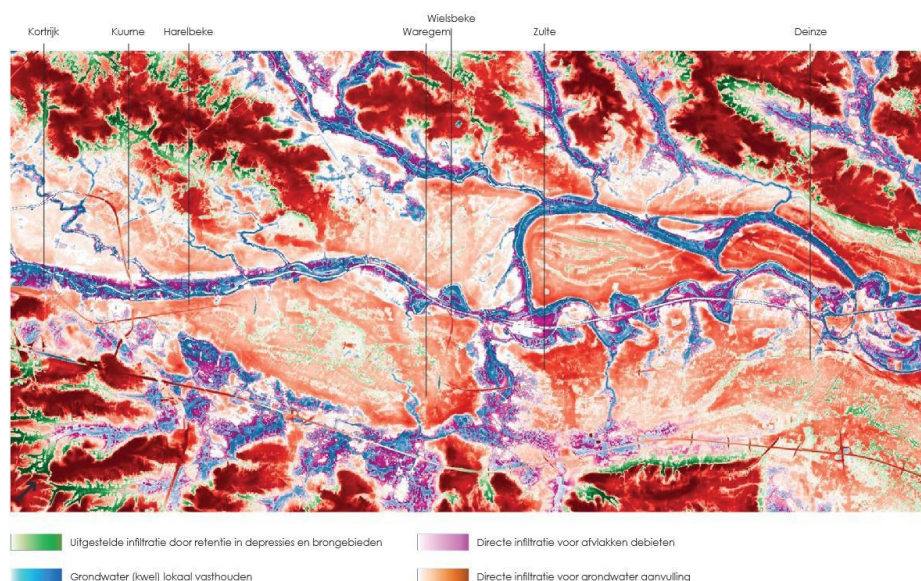 Wielsbeke
Kortrijk Kuurne Harelbeke Waregem Zulte Deinze
Uitgestelde infiltratie door retentie in depressies en brongebieden
Directe infiltratie voor afvlakken debieten
Grondwater (kwel) lokaal vasthouden
Directe infiltratie voor grondwater aanvulling